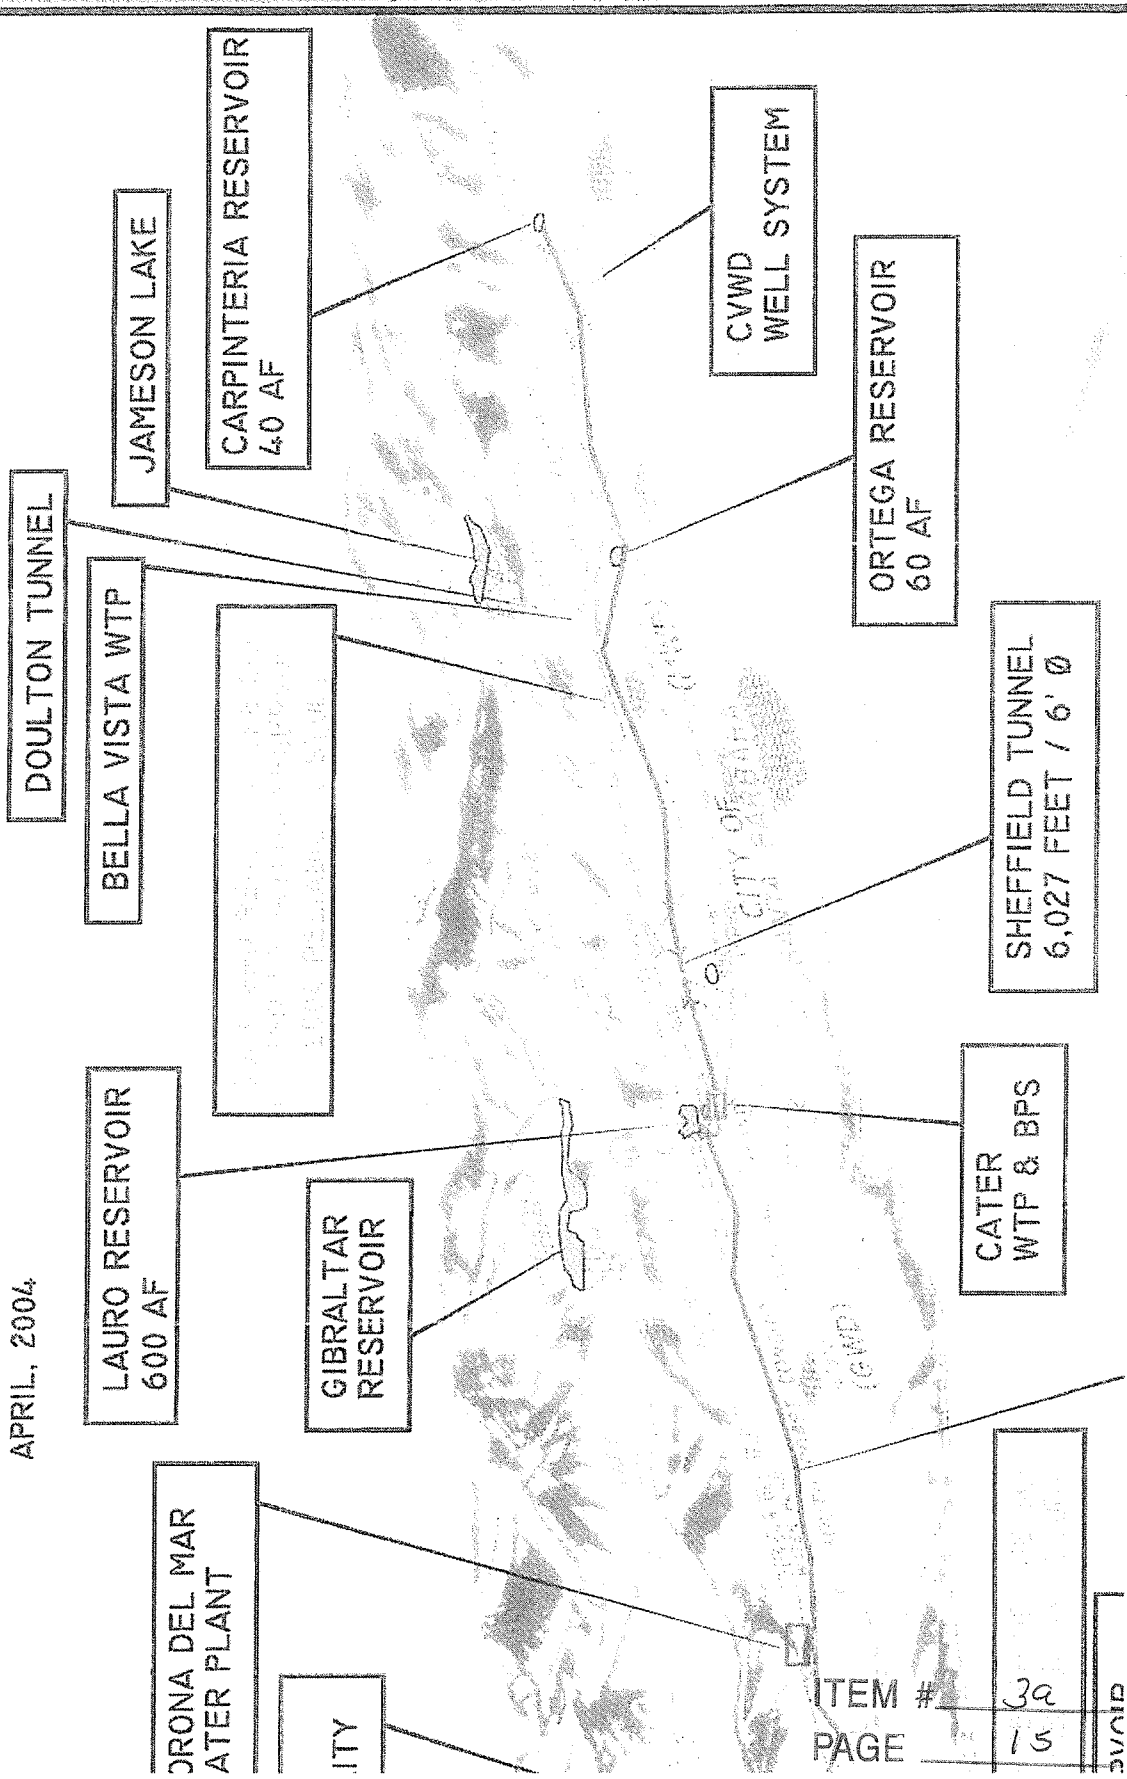 APRIL, 2004
DOULTON TUNNEL
JAMESON LAKE
BELLA VISTA WTP
CARPINTERIA RESERVOIR
40 AF
LAURO RESERVOIR
600 AF
GIBRALTAR
RESERVOIR
ORONA DEL MAR
ATER PLANT
ITY
CVWD
WELL SYSTEM
ORTEGA RESERVOIR
60 AF
SHEFFIELD TUNNEL
6,027 FEET / 6' Ø
CATER
WTP & BPS
CITY OF
(GWD)
ITEM # 3a
PAGE 15